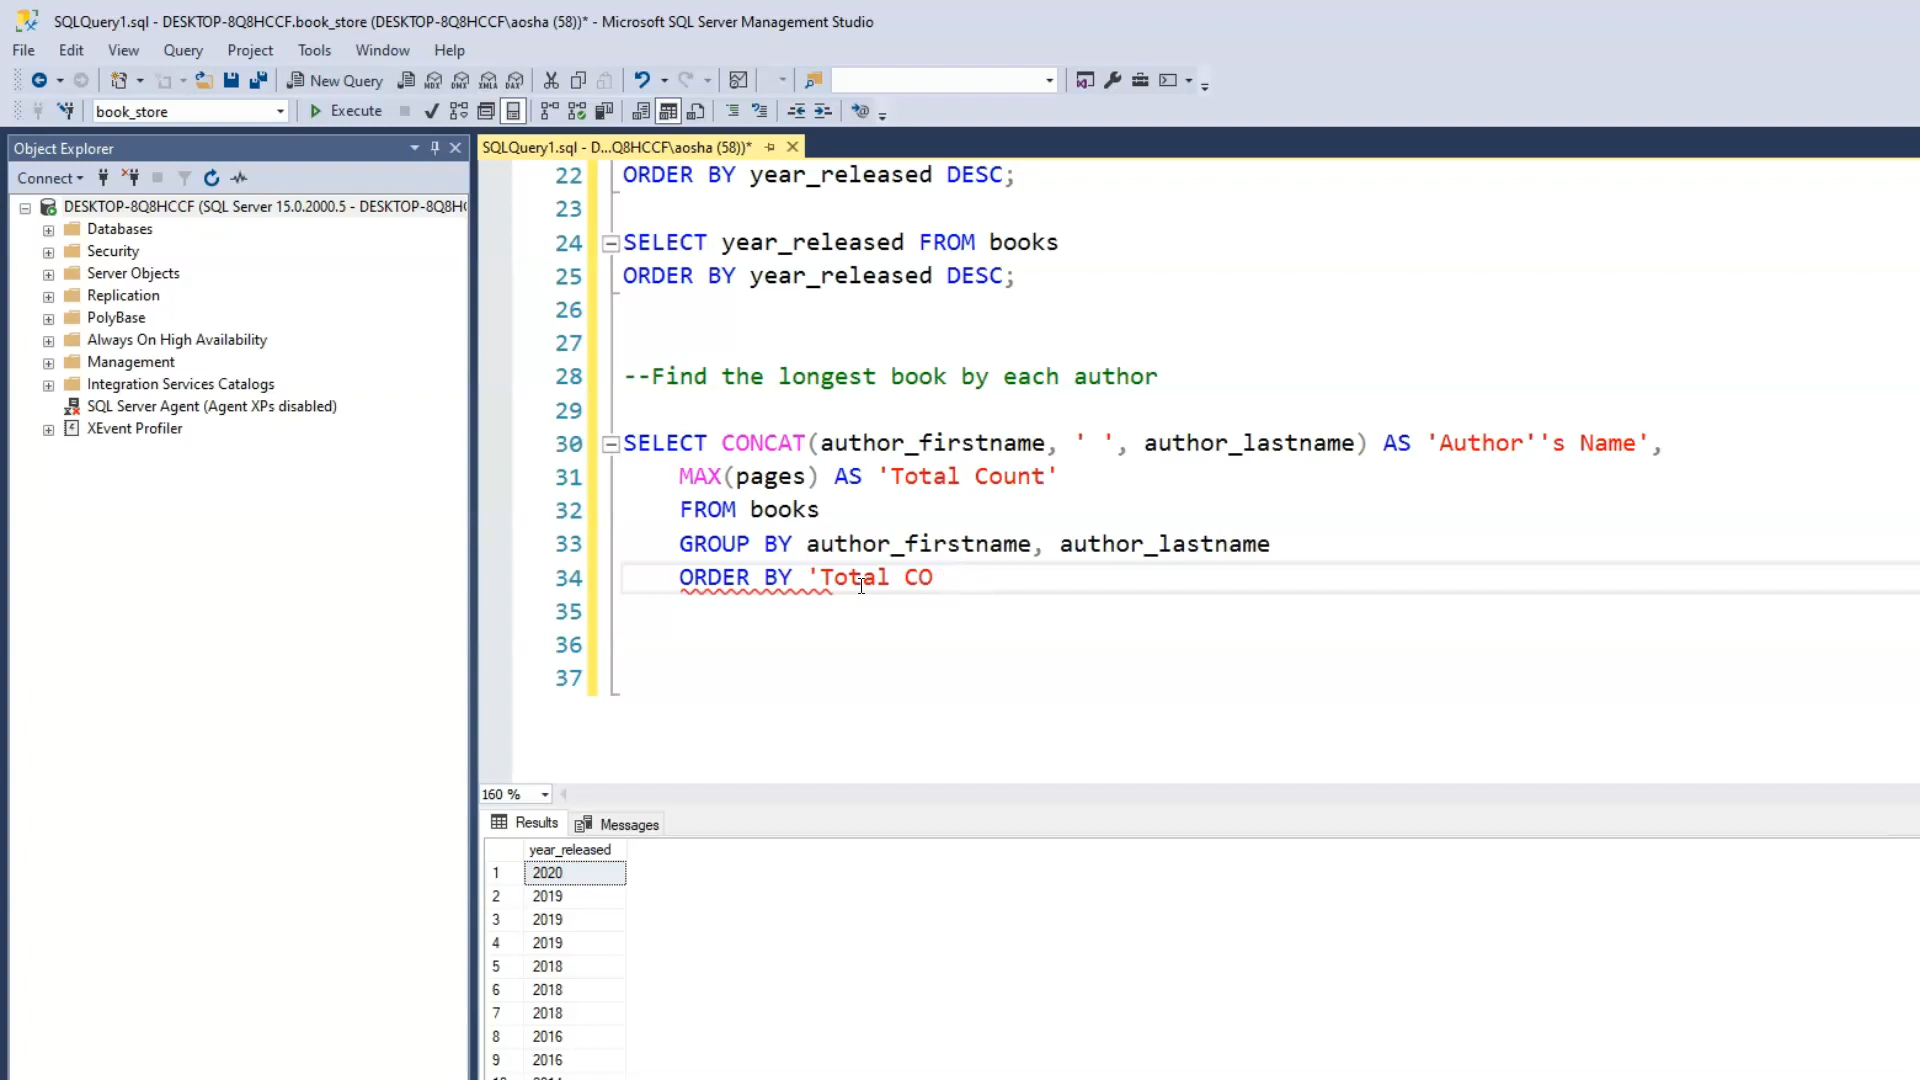 SQLQuery1.sql - DESKTOP-8Q8HCCF.book_store (DESKTOP-8Q8HCCF\aosha (58))* - Microsoft SQL Server Management Studio
File Edit View Query Project Tools Window Help
New Query MDX DMX XMLA DAX
book_store Execute
Object Explorer
Connect
DESKTOP-8Q8HCCF (SQL Server 15.0.2000.5 - DESKTOP-8Q8H
Databases
Security
Server Objects
Replication
PolyBase
Always On High Availability
Management
Integration Services Catalogs
SQL Server Agent (Agent XPs disabled)
XEvent Profiler
SQLQuery1.sql - D...Q8HCCF\aosha (58))*
22 ORDER BY year_released DESC;
23
24 SELECT year_released FROM books
25 ORDER BY year_released DESC;
26
27
28 --Find the longest book by each author
29
30 SELECT CONCAT(author_firstname, ' ', author_lastname) AS 'Author''s Name',
31 MAX(pages) AS 'Total Count'
32 FROM books
33 GROUP BY author_firstname, author_lastname
34 ORDER BY 'Total CO
35
36
37
160 %
Results Messages
year_released
1 2020
2 2019
3 2019
4 2019
5 2018
6 2018
7 2018
8 2016
9 2016